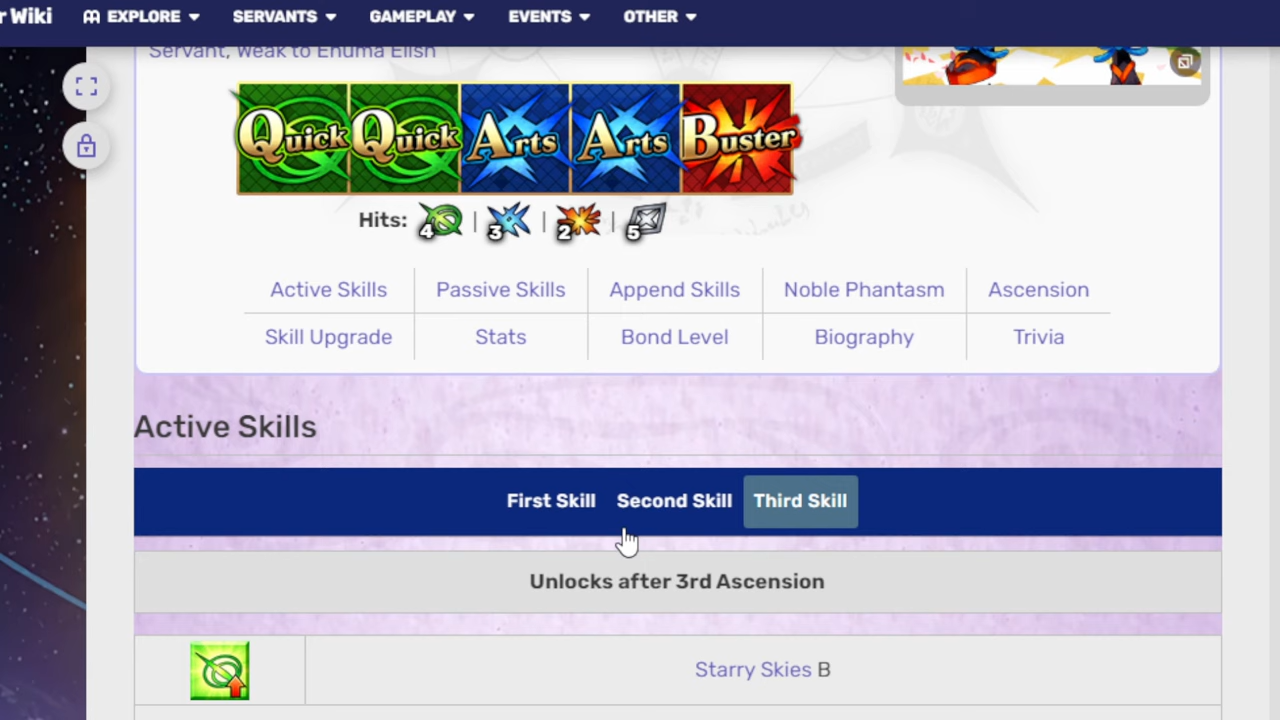 r Wiki EXPLORE SERVANTS GAMEPLAY EVENTS OTHER
Servant, Weak to Enuma Elish
Quick Quick Arts Arts Buster
Hits: 4 | 3 | 2 | 5
Active Skills Passive Skills Append Skills Noble Phantasm Ascension
Skill Upgrade Stats Bond Level Biography Trivia
Active Skills
First Skill Second Skill Third Skill
Unlocks after 3rd Ascension
Starry Skies B